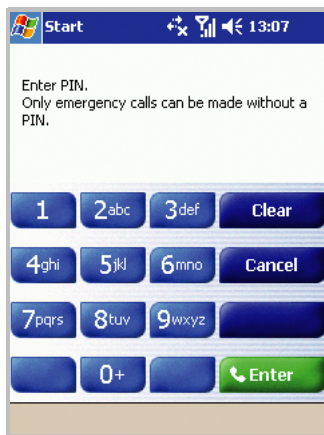 Start 13:07
Enter PIN.
Only emergency calls can be made without a
PIN.
1 2abc 3def Clear
4ghi 5jkl 6mno Cancel
7pqrs 8tuv 9wxyz
0+ Enter